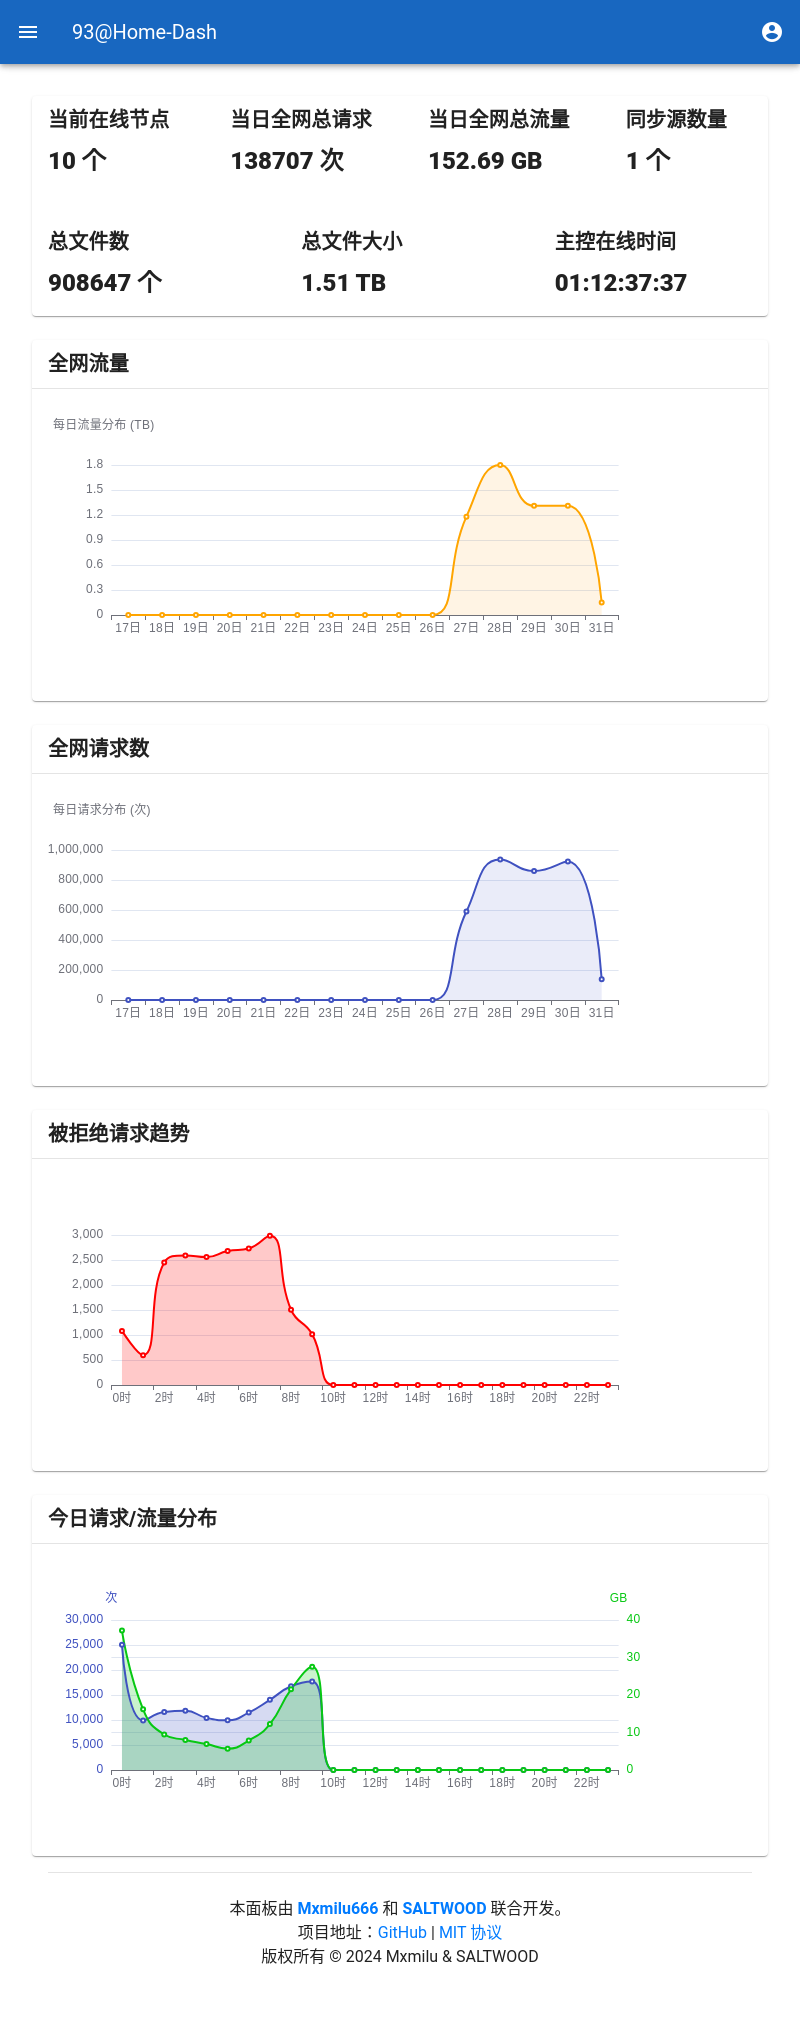 93@Home-Dash
当前在线节点 当日全网总请求 当日全网总流量 同步源数量
10 个 138707 次 152.69 GB 1 个
总文件数 总文件大小 主控在线时间
908647 个 1.51 TB 01:12:37:37
全网流量
每日流量分布 (TB)
1.8
1.5
1.2
0.9
0.6
0.3
0
17日 18日 19日 20日 21日 22日 23日 24日 25日 26日 27日 28日 29日 30日 31日
全网请求数
每日请求分布 (次)
1,000,000
800,000
600,000
400,000
200,000
0
17日 18日 19日 20日 21日 22日 23日 24日 25日 26日 27日 28日 29日 30日 31日
被拒绝请求趋势
3,000
2,500
2,000
1,500
1,000
500
0
0时 2时 4时 6时 8时 10时 12时 14时 16时 18时 20时 22时
今日请求/流量分布
次 GB
30,000 40
25,000
20,000 30
15,000 20
10,000 10
5,000
0 0
0时 2时 4时 6时 8时 10时 12时 14时 16时 18时 20时 22时
本面板由 Mxmilu666 和 SALTWOOD 联合开发。
项目地址：GitHub | MIT 协议
版权所有 © 2024 Mxmilu & SALTWOOD